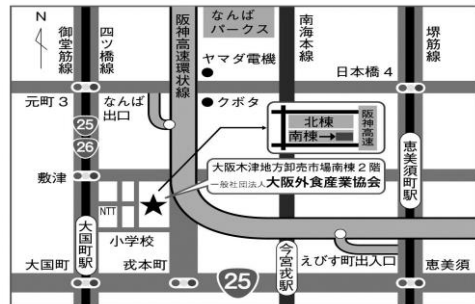 N
御堂筋線
四ツ橋線
阪神高速環状線
なんばパークス
ヤマダ電機
南海本線
堺筋線
日本橋4
元町3
なんば出口
クボタ
25
26
北棟
南棟
阪神高速
敷津
大阪木津地方卸売市場南棟2階
一般社団法人 大阪外食産業協会
恵美須町駅
NTT
大国町駅
小学校
大国町
戎本町
25
今宮戎駅
えびす町出入口
恵美須